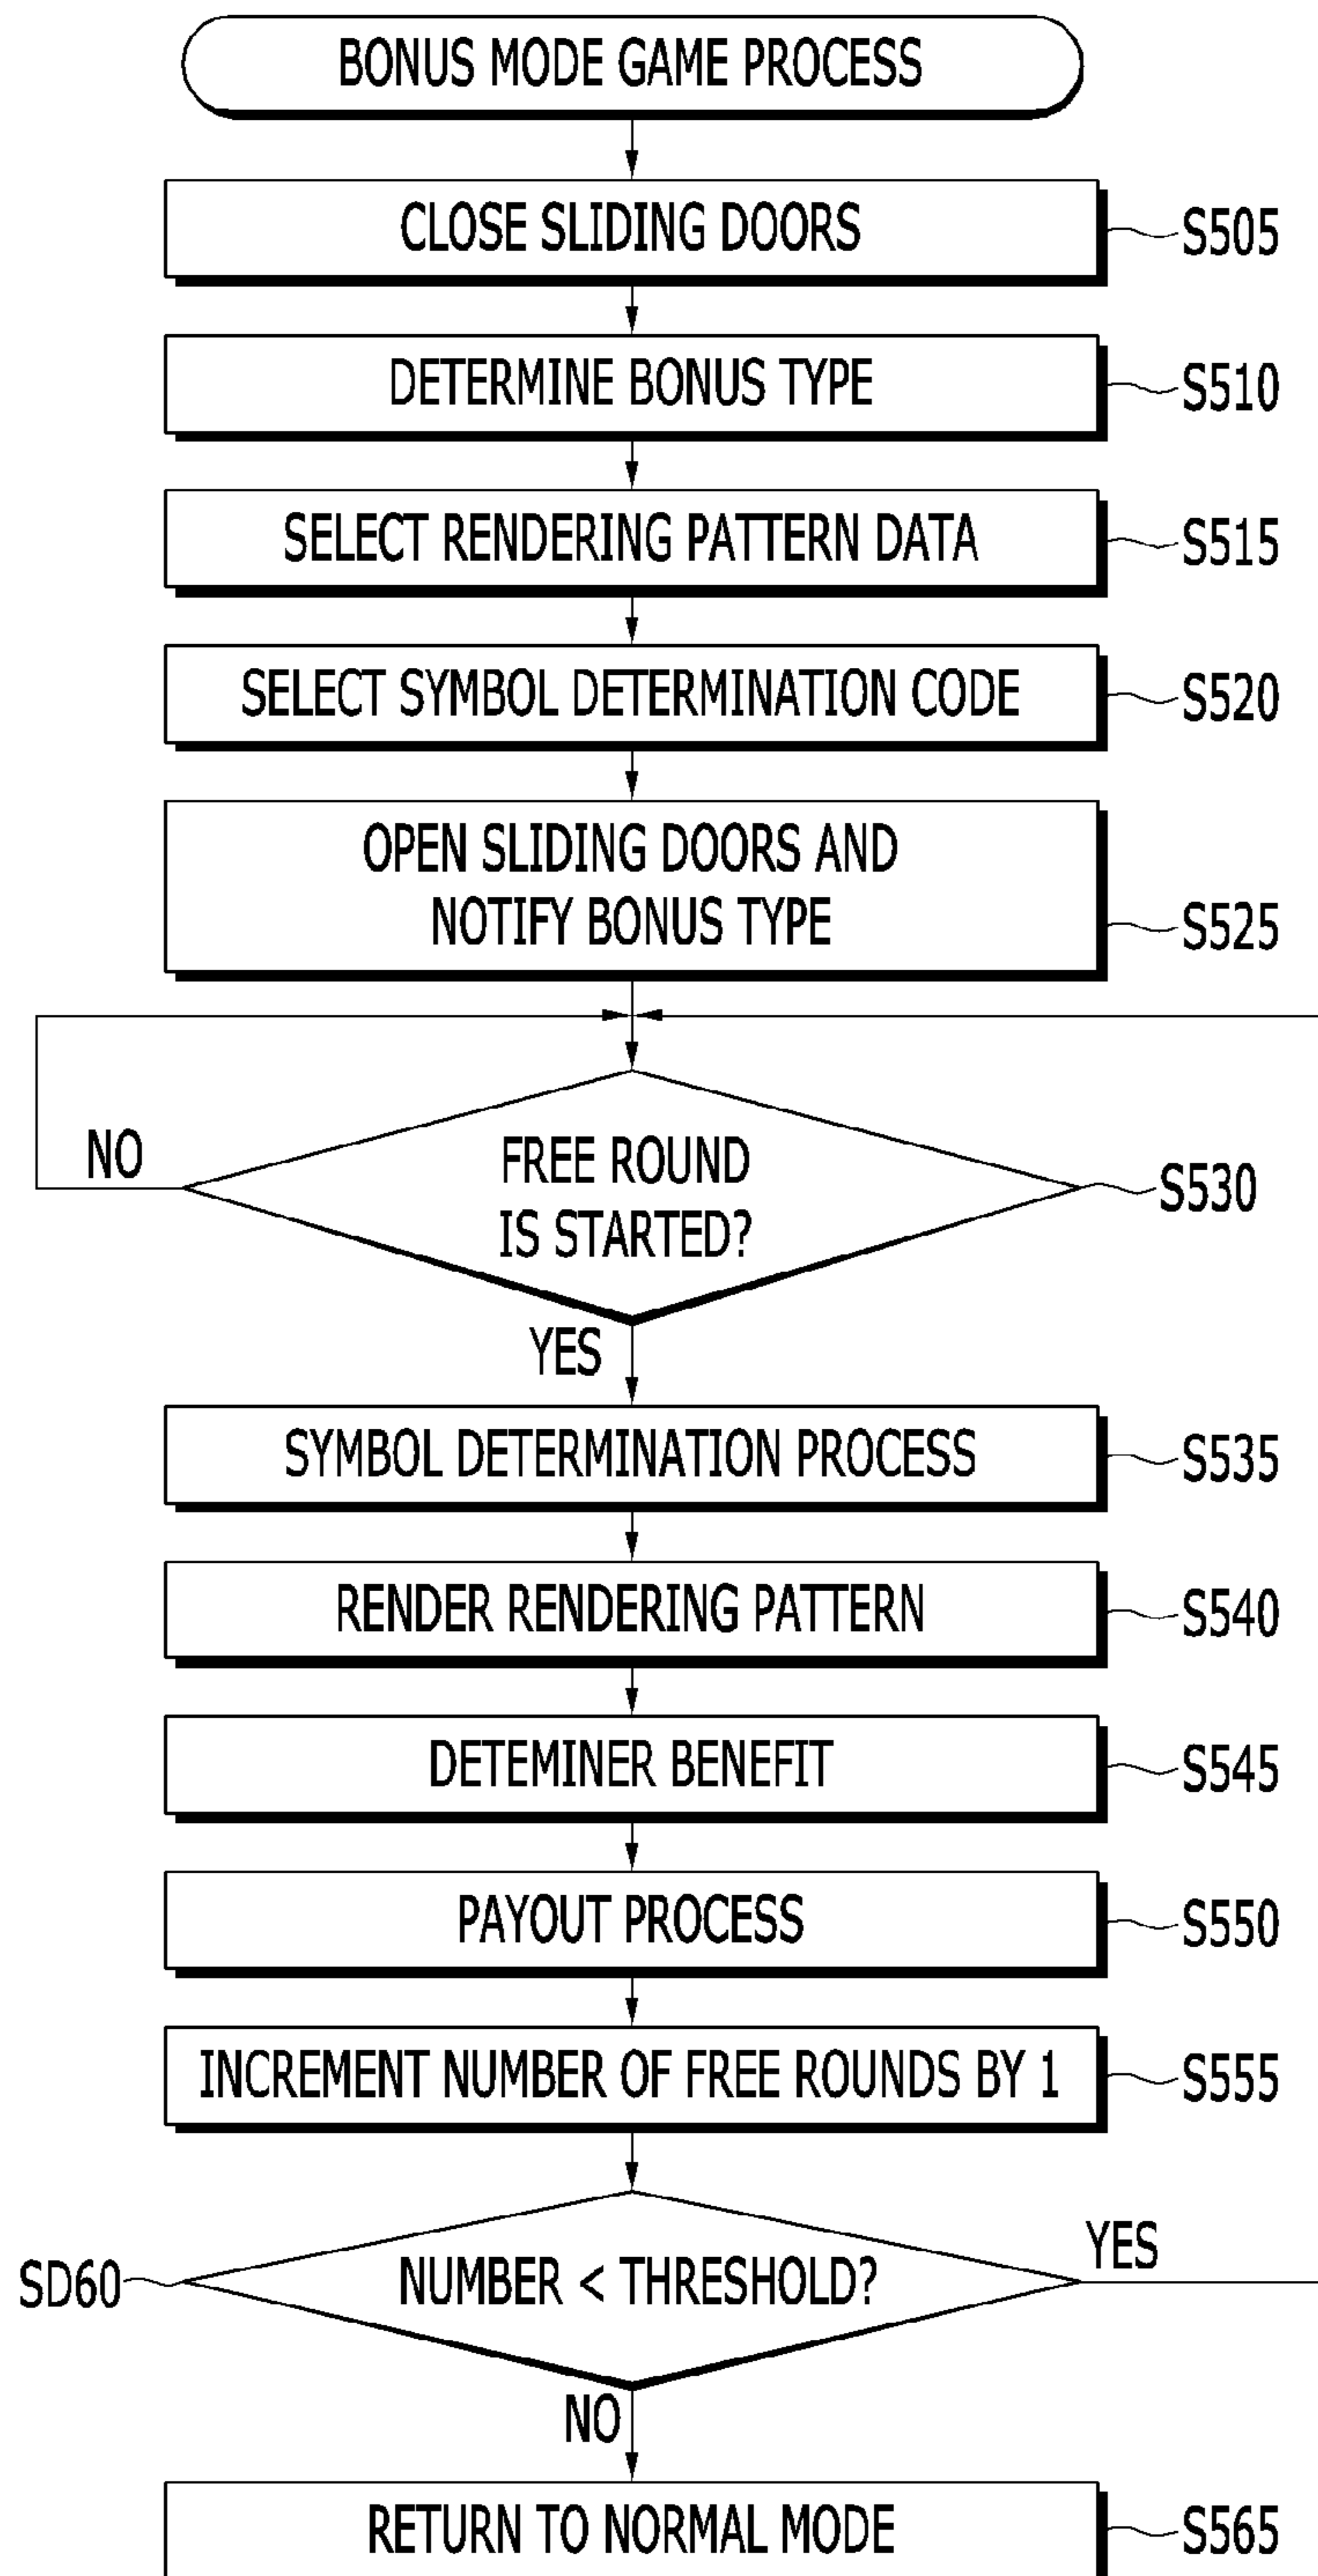 BONUS MODE GAME PROCESS
CLOSE SLIDING DOORS
S505
DETERMINE BONUS TYPE
S510
SELECT RENDERING PATTERN DATA
S515
SELECT SYMBOL DETERMINATION CODE
S520
OPEN SLIDING DOORS AND
NOTIFY BONUS TYPE
S525
NO
FREE ROUND
IS STARTED?
S530
YES
SYMBOL DETERMINATION PROCESS
S535
RENDER RENDERING PATTERN
S540
DETEMINER BENEFIT
S545
PAYOUT PROCESS
S550
INCREMENT NUMBER OF FREE ROUNDS BY 1
S555
SD60
NUMBER < THRESHOLD?
YES
NO
RETURN TO NORMAL MODE
S565